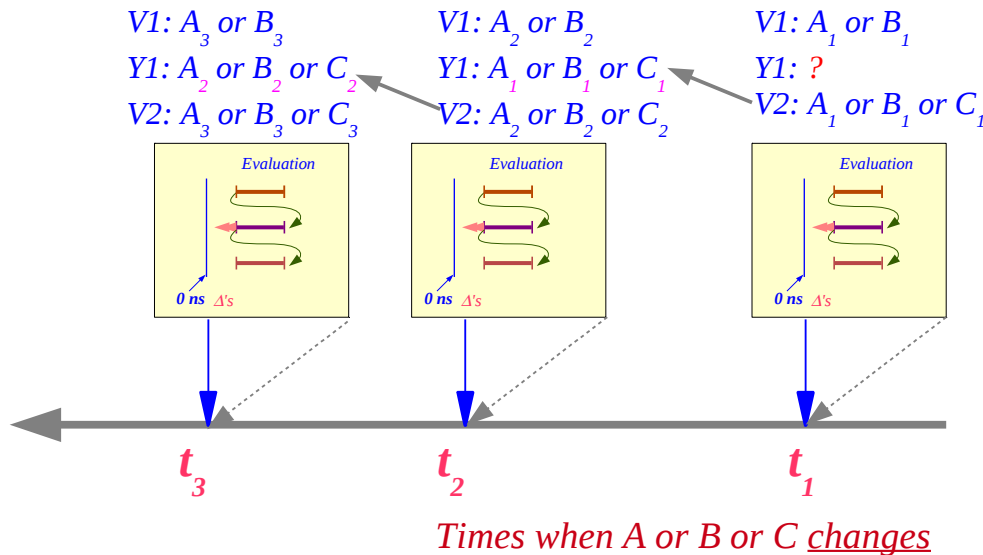 V1: A3 or B3
Y1: A2 or B2 or C2
V2: A3 or B3 or C3
V1: A2 or B2
Y1: A1 or B1 or C1
V2: A2 or B2 or C2
V1: A1 or B1
Y1: ?
V2: A1 or B1 or C1
Evaluation
0 ns Δ's
Evaluation
0 ns Δ's
Evaluation
0 ns Δ's
t3
t2
t1
Times when A or B or C changes